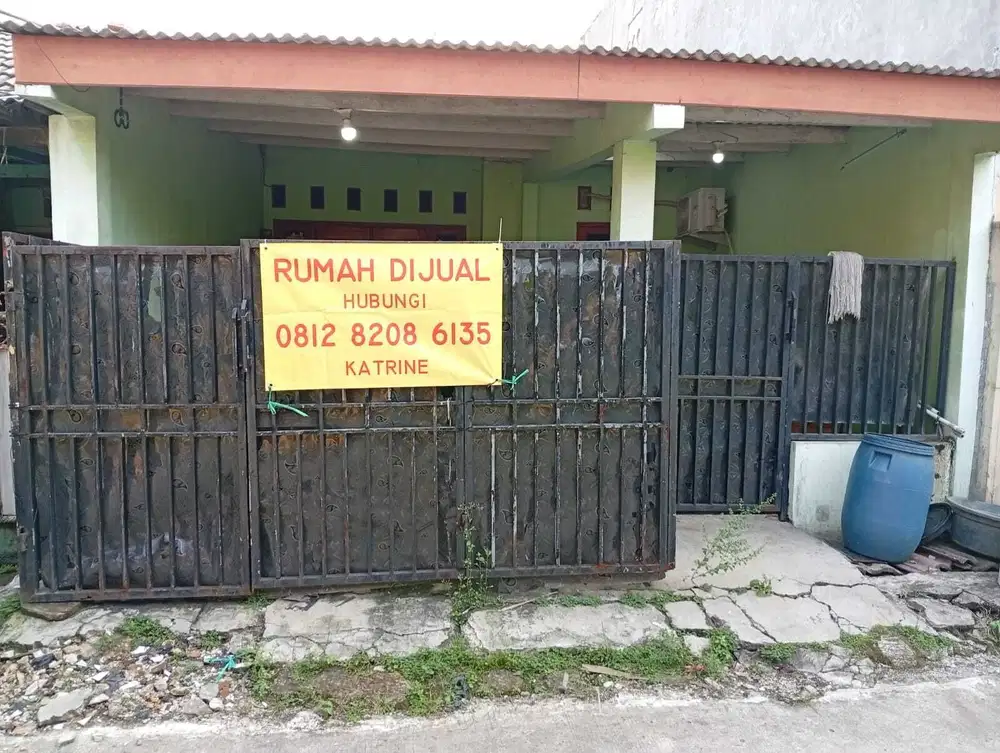 RUMAH DIJUAL
HUBUNGI
0812 8208 6135
KATRINE